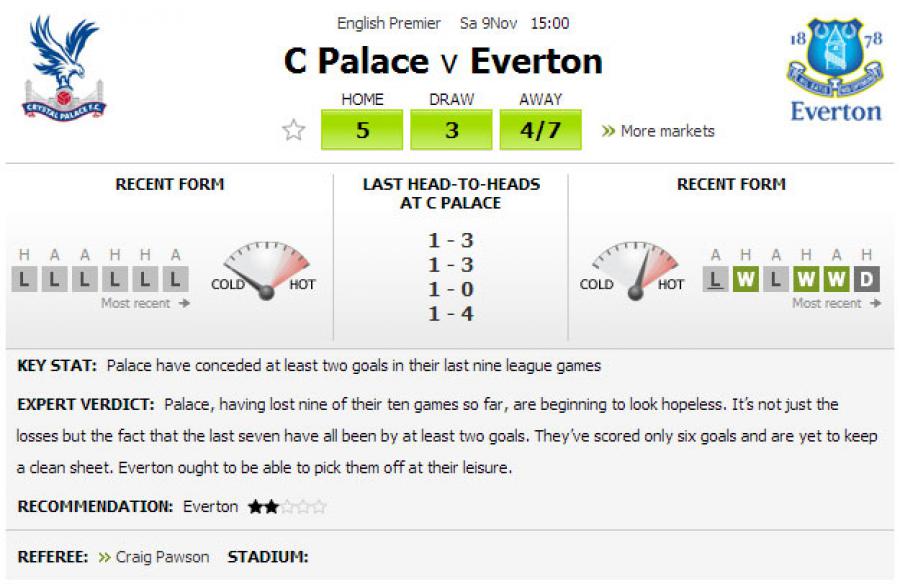 English Premier Sa 9Nov 15:00
C Palace v Everton
CRYSTAL PALACE F.C.
18 78
Everton
HOME DRAW AWAY
5 3 4/7 » More markets
RECENT FORM
H A A H H A
L L L L L L
Most recent
COLD HOT
LAST HEAD-TO-HEADS
AT C PALACE
1 - 3
1 - 3
1 - 0
1 - 4
RECENT FORM
COLD HOT
A H A H A H
L W L W W D
Most recent
KEY STAT: Palace have conceded at least two goals in their last nine league games
EXPERT VERDICT: Palace, having lost nine of their ten games so far, are beginning to look hopeless. It's not just the
losses but the fact that the last seven have all been by at least two goals. They've scored only six goals and are yet to keep
a clean sheet. Everton ought to be able to pick them off at their leisure.
RECOMMENDATION: Everton
REFEREE: » Craig Pawson STADIUM: